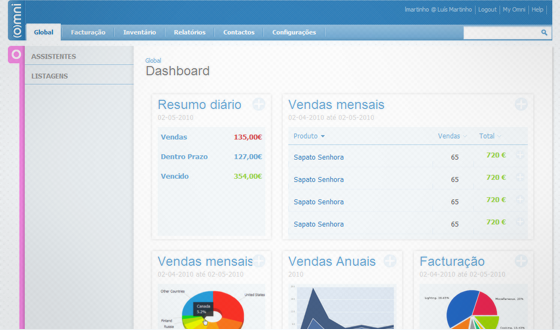 (O)mni
lmartinho @ Luís Martinho | Logout | My Omni | Help
Global Facturação Inventário Relatórios Contactos Configurações
ASSISTENTES
LISTAGENS
Global
Dashboard
Resumo diário
02-05-2010
Vendas 135,00€
Dentro Prazo 127,00€
Vencido 354,00€
Vendas mensais
02-04-2010 até 02-05-2010
Produto Vendas Total
Sapato Senhora 65 720 €
Sapato Senhora 65 720 €
Sapato Senhora 65 720 €
Sapato Senhora 65 720 €
Vendas mensais
02-04-2010 até 02-05-2010
Other Countries
United States
Canada
5.2%
Poland
Russia
Vendas Anuais
2010
Facturação
02-04-2010 até 02-05-2010